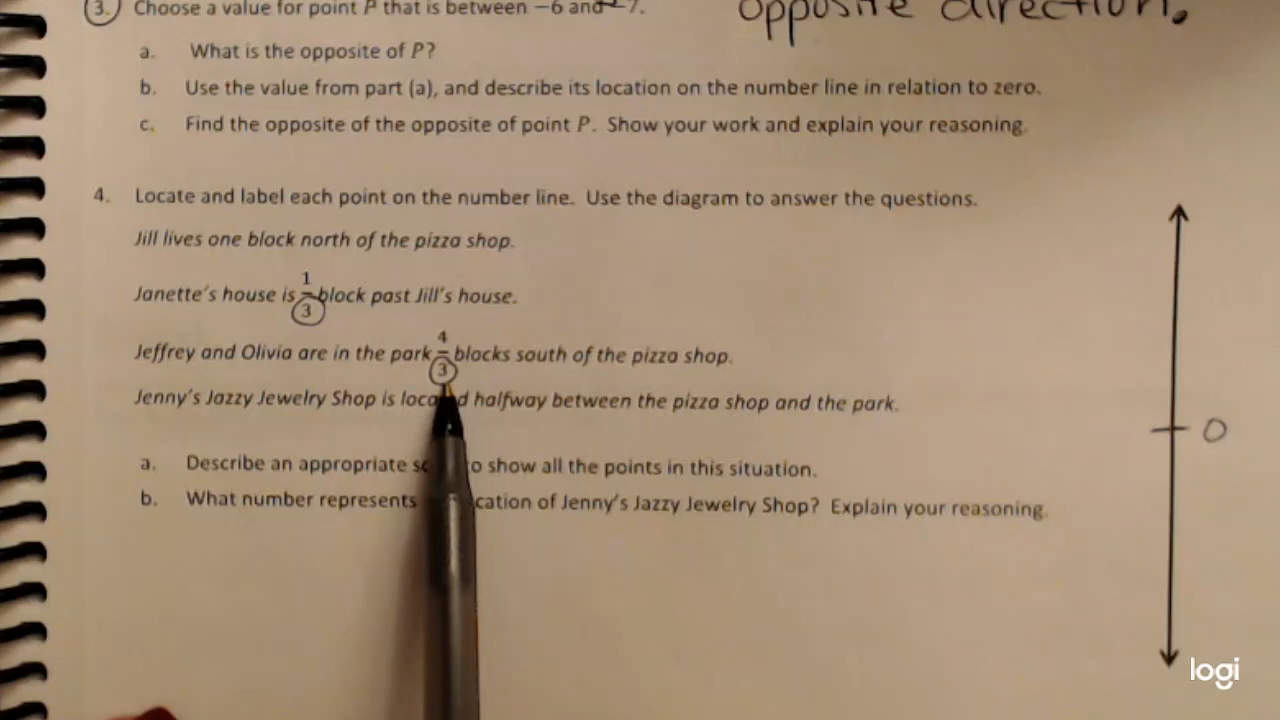 3. Choose a value for point P that is between −6 and −7.
opposite direction.
a. What is the opposite of P?
b. Use the value from part (a), and describe its location on the number line in relation to zero.
c. Find the opposite of the opposite of point P. Show your work and explain your reasoning.
4. Locate and label each point on the number line. Use the diagram to answer the questions.
Jill lives one block north of the pizza shop.
Janette's house is 1/3 block past Jill's house.
Jeffrey and Olivia are in the park 4/3 blocks south of the pizza shop.
Jenny's Jazzy Jewelry Shop is located halfway between the pizza shop and the park.
0
a. Describe an appropriate to show all the points in this situation.
b. What number represents location of Jenny's Jazzy Jewelry Shop? Explain your reasoning.
logi